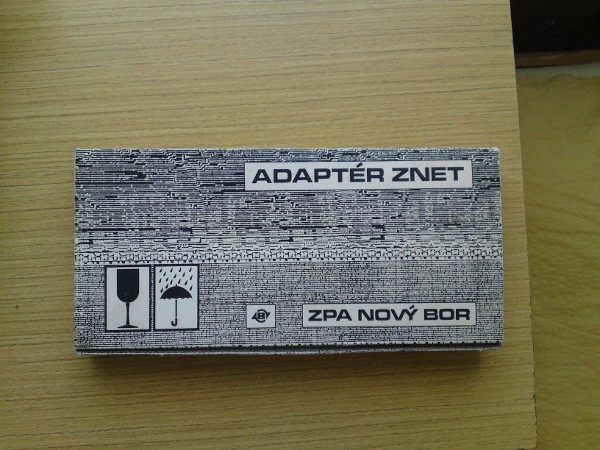 ADAPTÉR ZNET
ZPA NOVÝ BOR